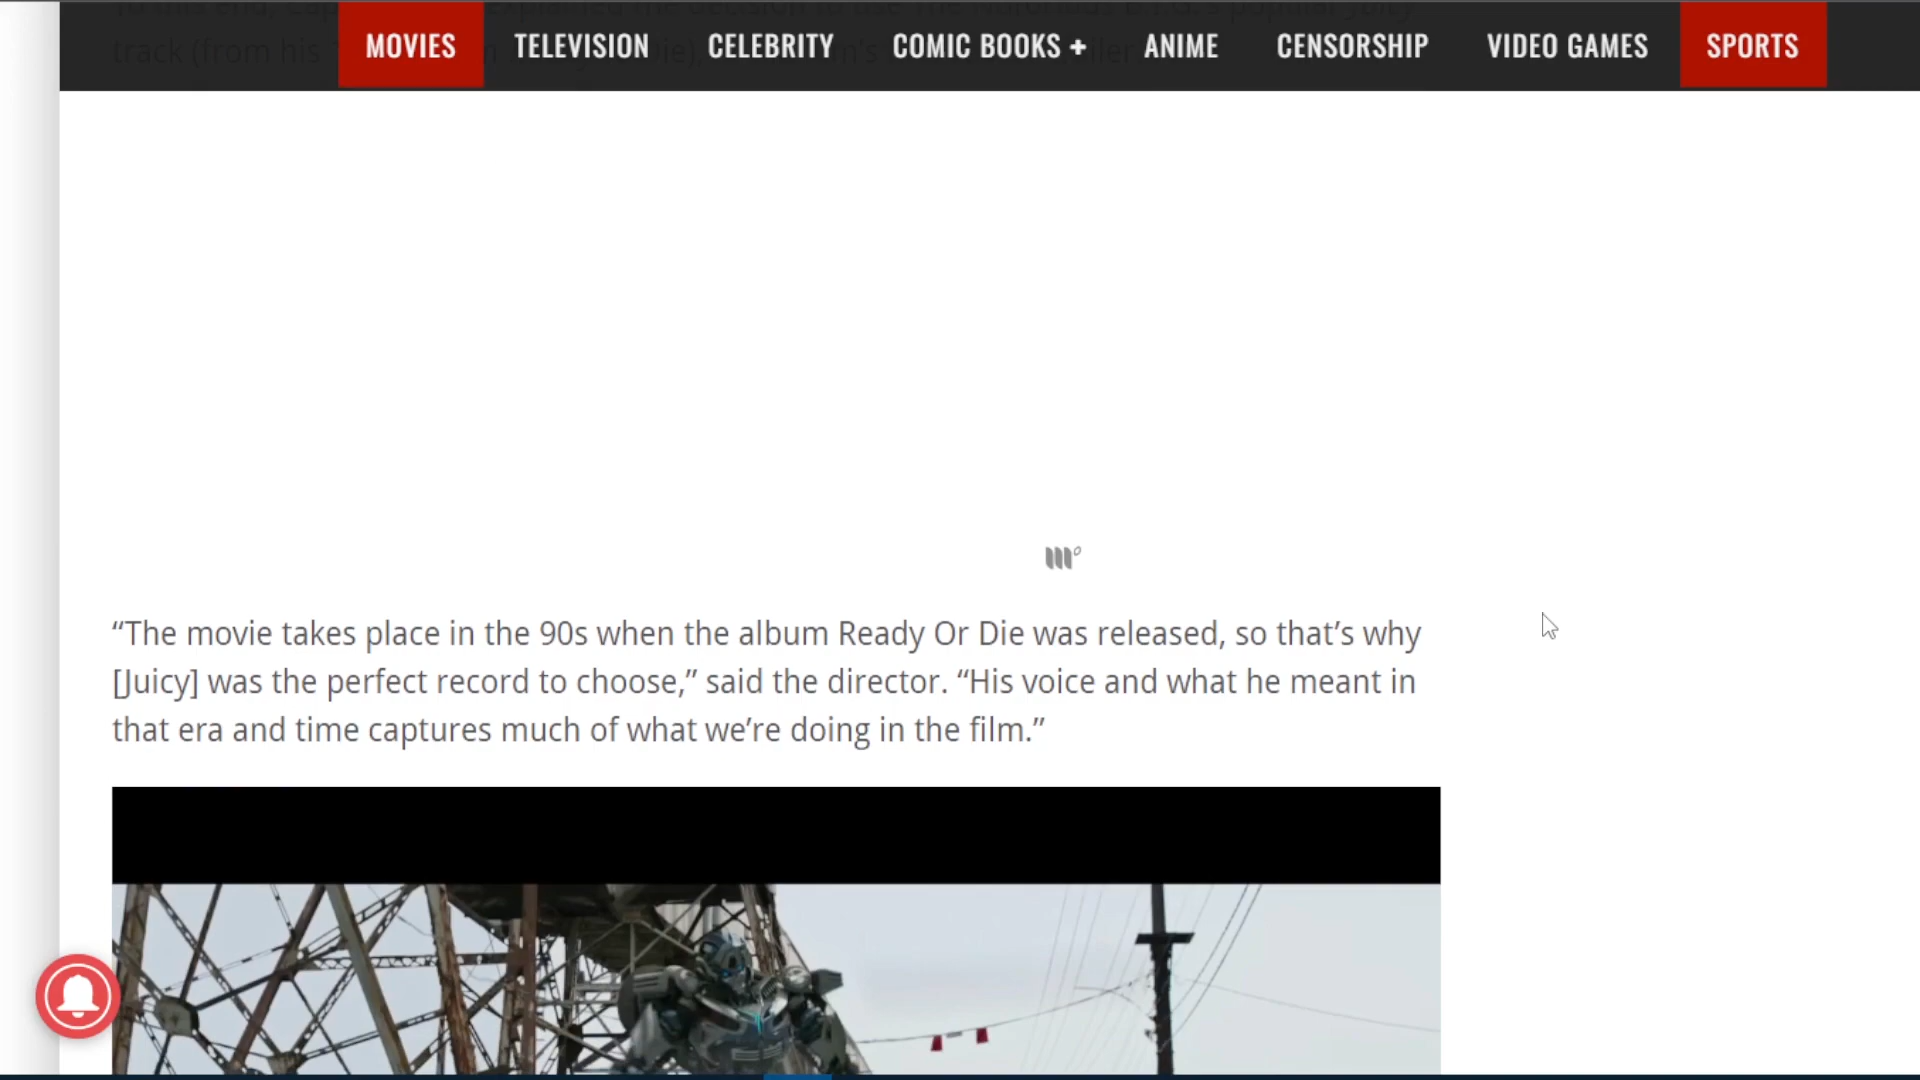 MOVIES TELEVISION CELEBRITY COMIC BOOKS + ANIME CENSORSHIP VIDEO GAMES SPORTS
track (from his
“The movie takes place in the 90s when the album Ready Or Die was released, so that’s why
[Juicy] was the perfect record to choose,” said the director. “His voice and what he meant in
that era and time captures much of what we’re doing in the film.”